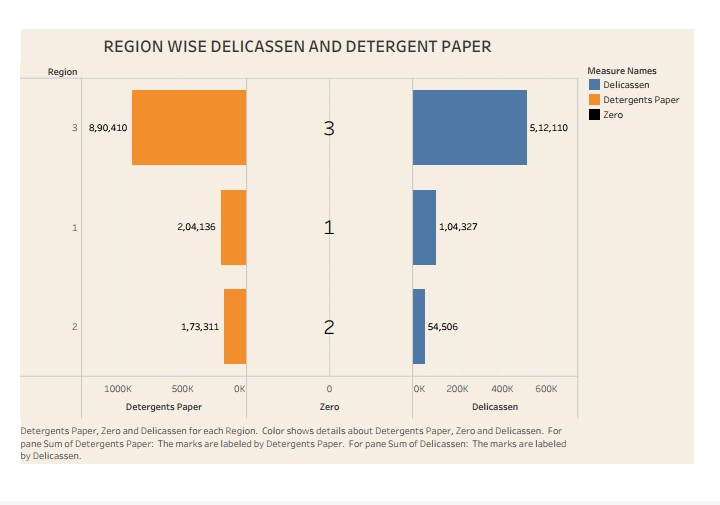 REGION WISE DELICASSEN AND DETERGENT PAPER
Region
Measure Names
Delicassen
Detergents Paper
Zero
3 8,90,410 3 5,12,110
1 2,04,136 1 1,04,327
2 1,73,311 2 54,506
1000K 500K 0K 0 0K 200K 400K 600K
Detergents Paper Zero Delicassen
Detergents Paper, Zero and Delicassen for each Region. Color shows details about Detergents Paper, Zero and Delicassen. For
pane Sum of Detergents Paper: The marks are labeled by Detergents Paper. For pane Sum of Delicassen: The marks are labeled
by Delicassen.